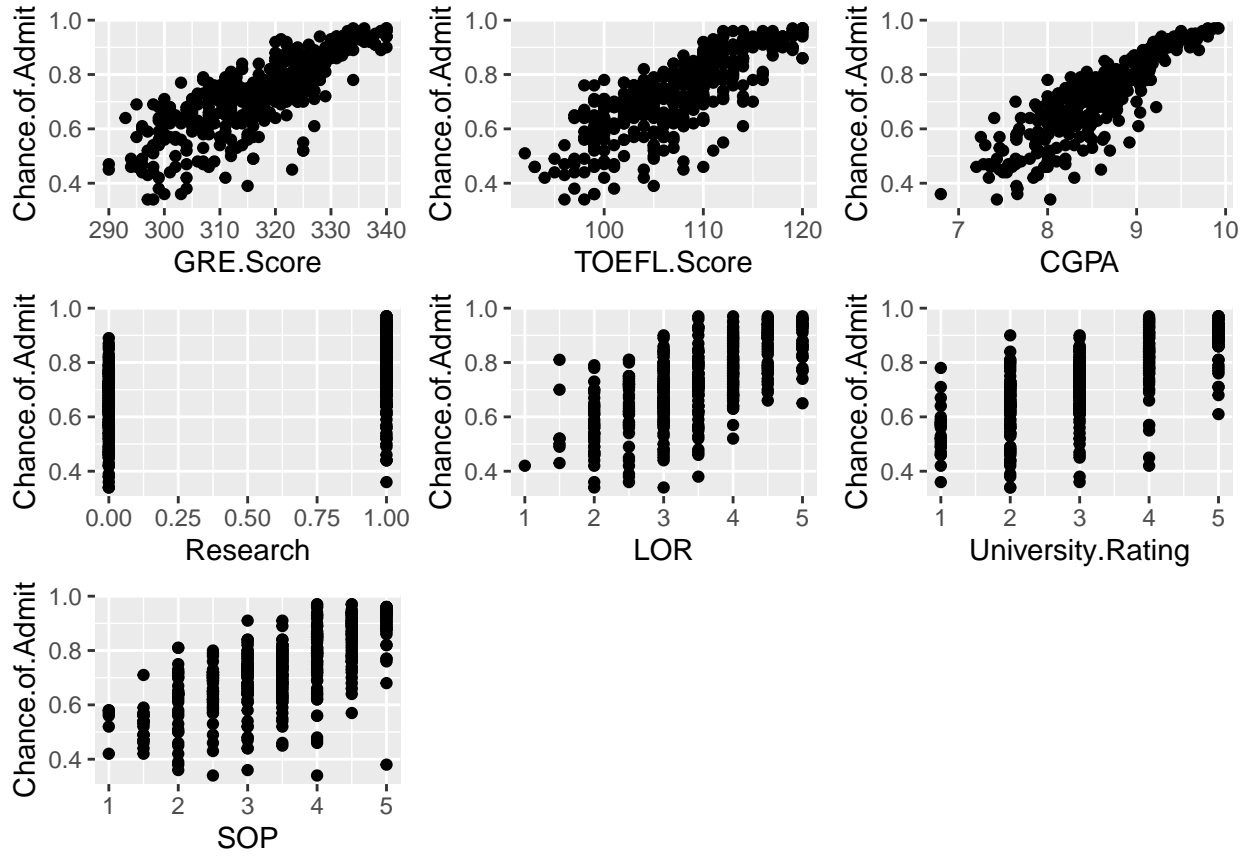 Chance.of.Admit
1.0
0.8
0.6
0.4
290 300 310 320 330 340
GRE.Score
Chance.of.Admit
1.0
0.8
0.6
0.4
100 110 120
TOEFL.Score
Chance.of.Admit
1.0
0.8
0.6
0.4
7 8 9 10
CGPA
Chance.of.Admit
1.0
0.8
0.6
0.4
0.00 0.25 0.50 0.75 1.00
Research
Chance.of.Admit
1.0
0.8
0.6
0.4
1 2 3 4 5
LOR
Chance.of.Admit
1.0
0.8
0.6
0.4
1 2 3 4 5
University.Rating
Chance.of.Admit
1.0
0.8
0.6
0.4
1 2 3 4 5
SOP